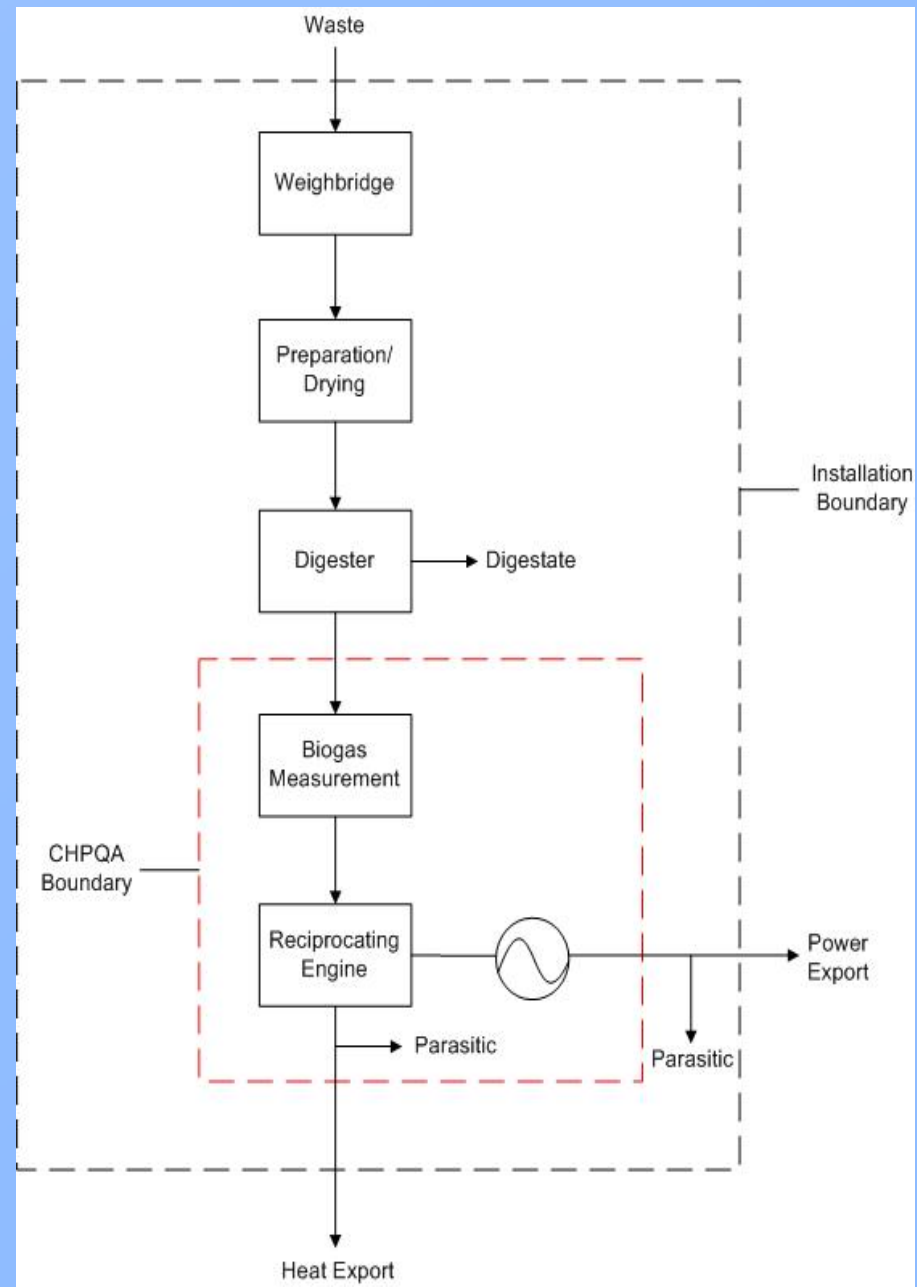 Waste
Weighbridge
Preparation/
Drying
Installation
Boundary
Digester
Digestate
Biogas
Measurement
CHPQA
Boundary
Reciprocating
Engine
Power
Export
Parasitic
Parasitic
Heat Export